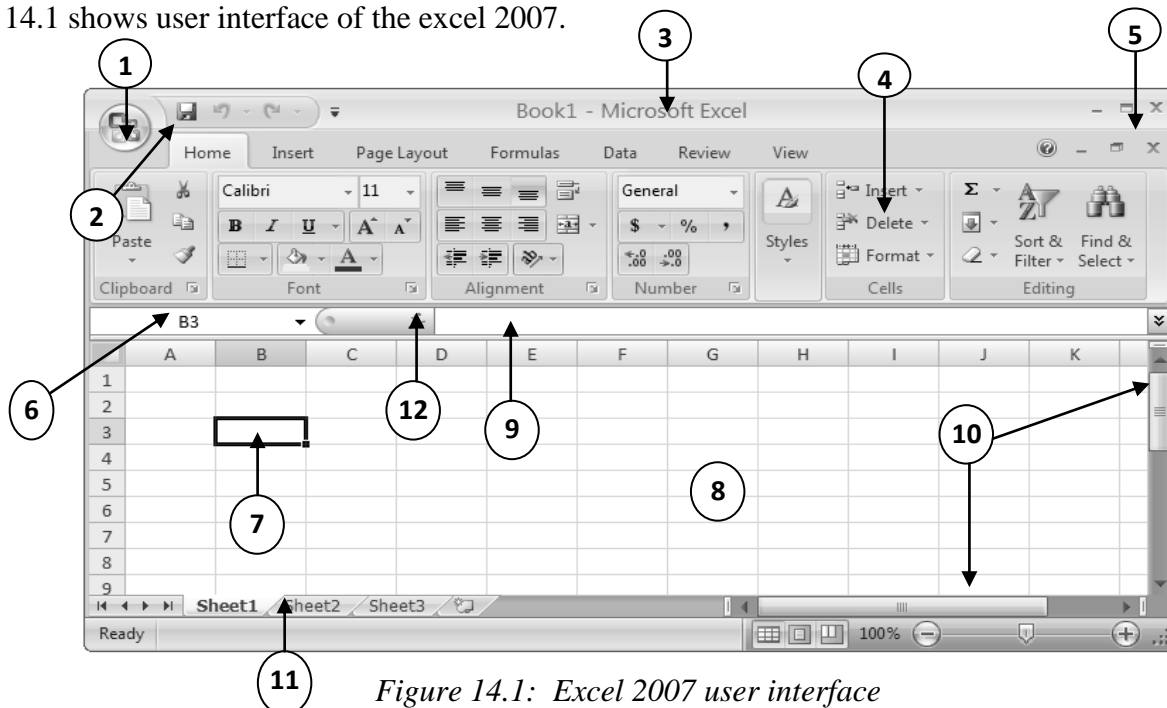 14.1 shows user interface of the excel 2007.
3
5
1
4
Book1 - Microsoft Excel
Home Insert Page Layout Formulas Data Review View
2
Calibri 11 General Insert Σ
B I U A A $ % , Delete
Paste Styles Sort & Find &
A .00 .00 Format Filter Select
Clipboard Font Alignment Number Cells Editing
B3
A B C D E F G H I J K
1
2
6 12 9 10
3
4
5
8
6
7
7
8
9
Sheet1 Sheet2 Sheet3
Ready 100%
11
Figure 14.1: Excel 2007 user interface